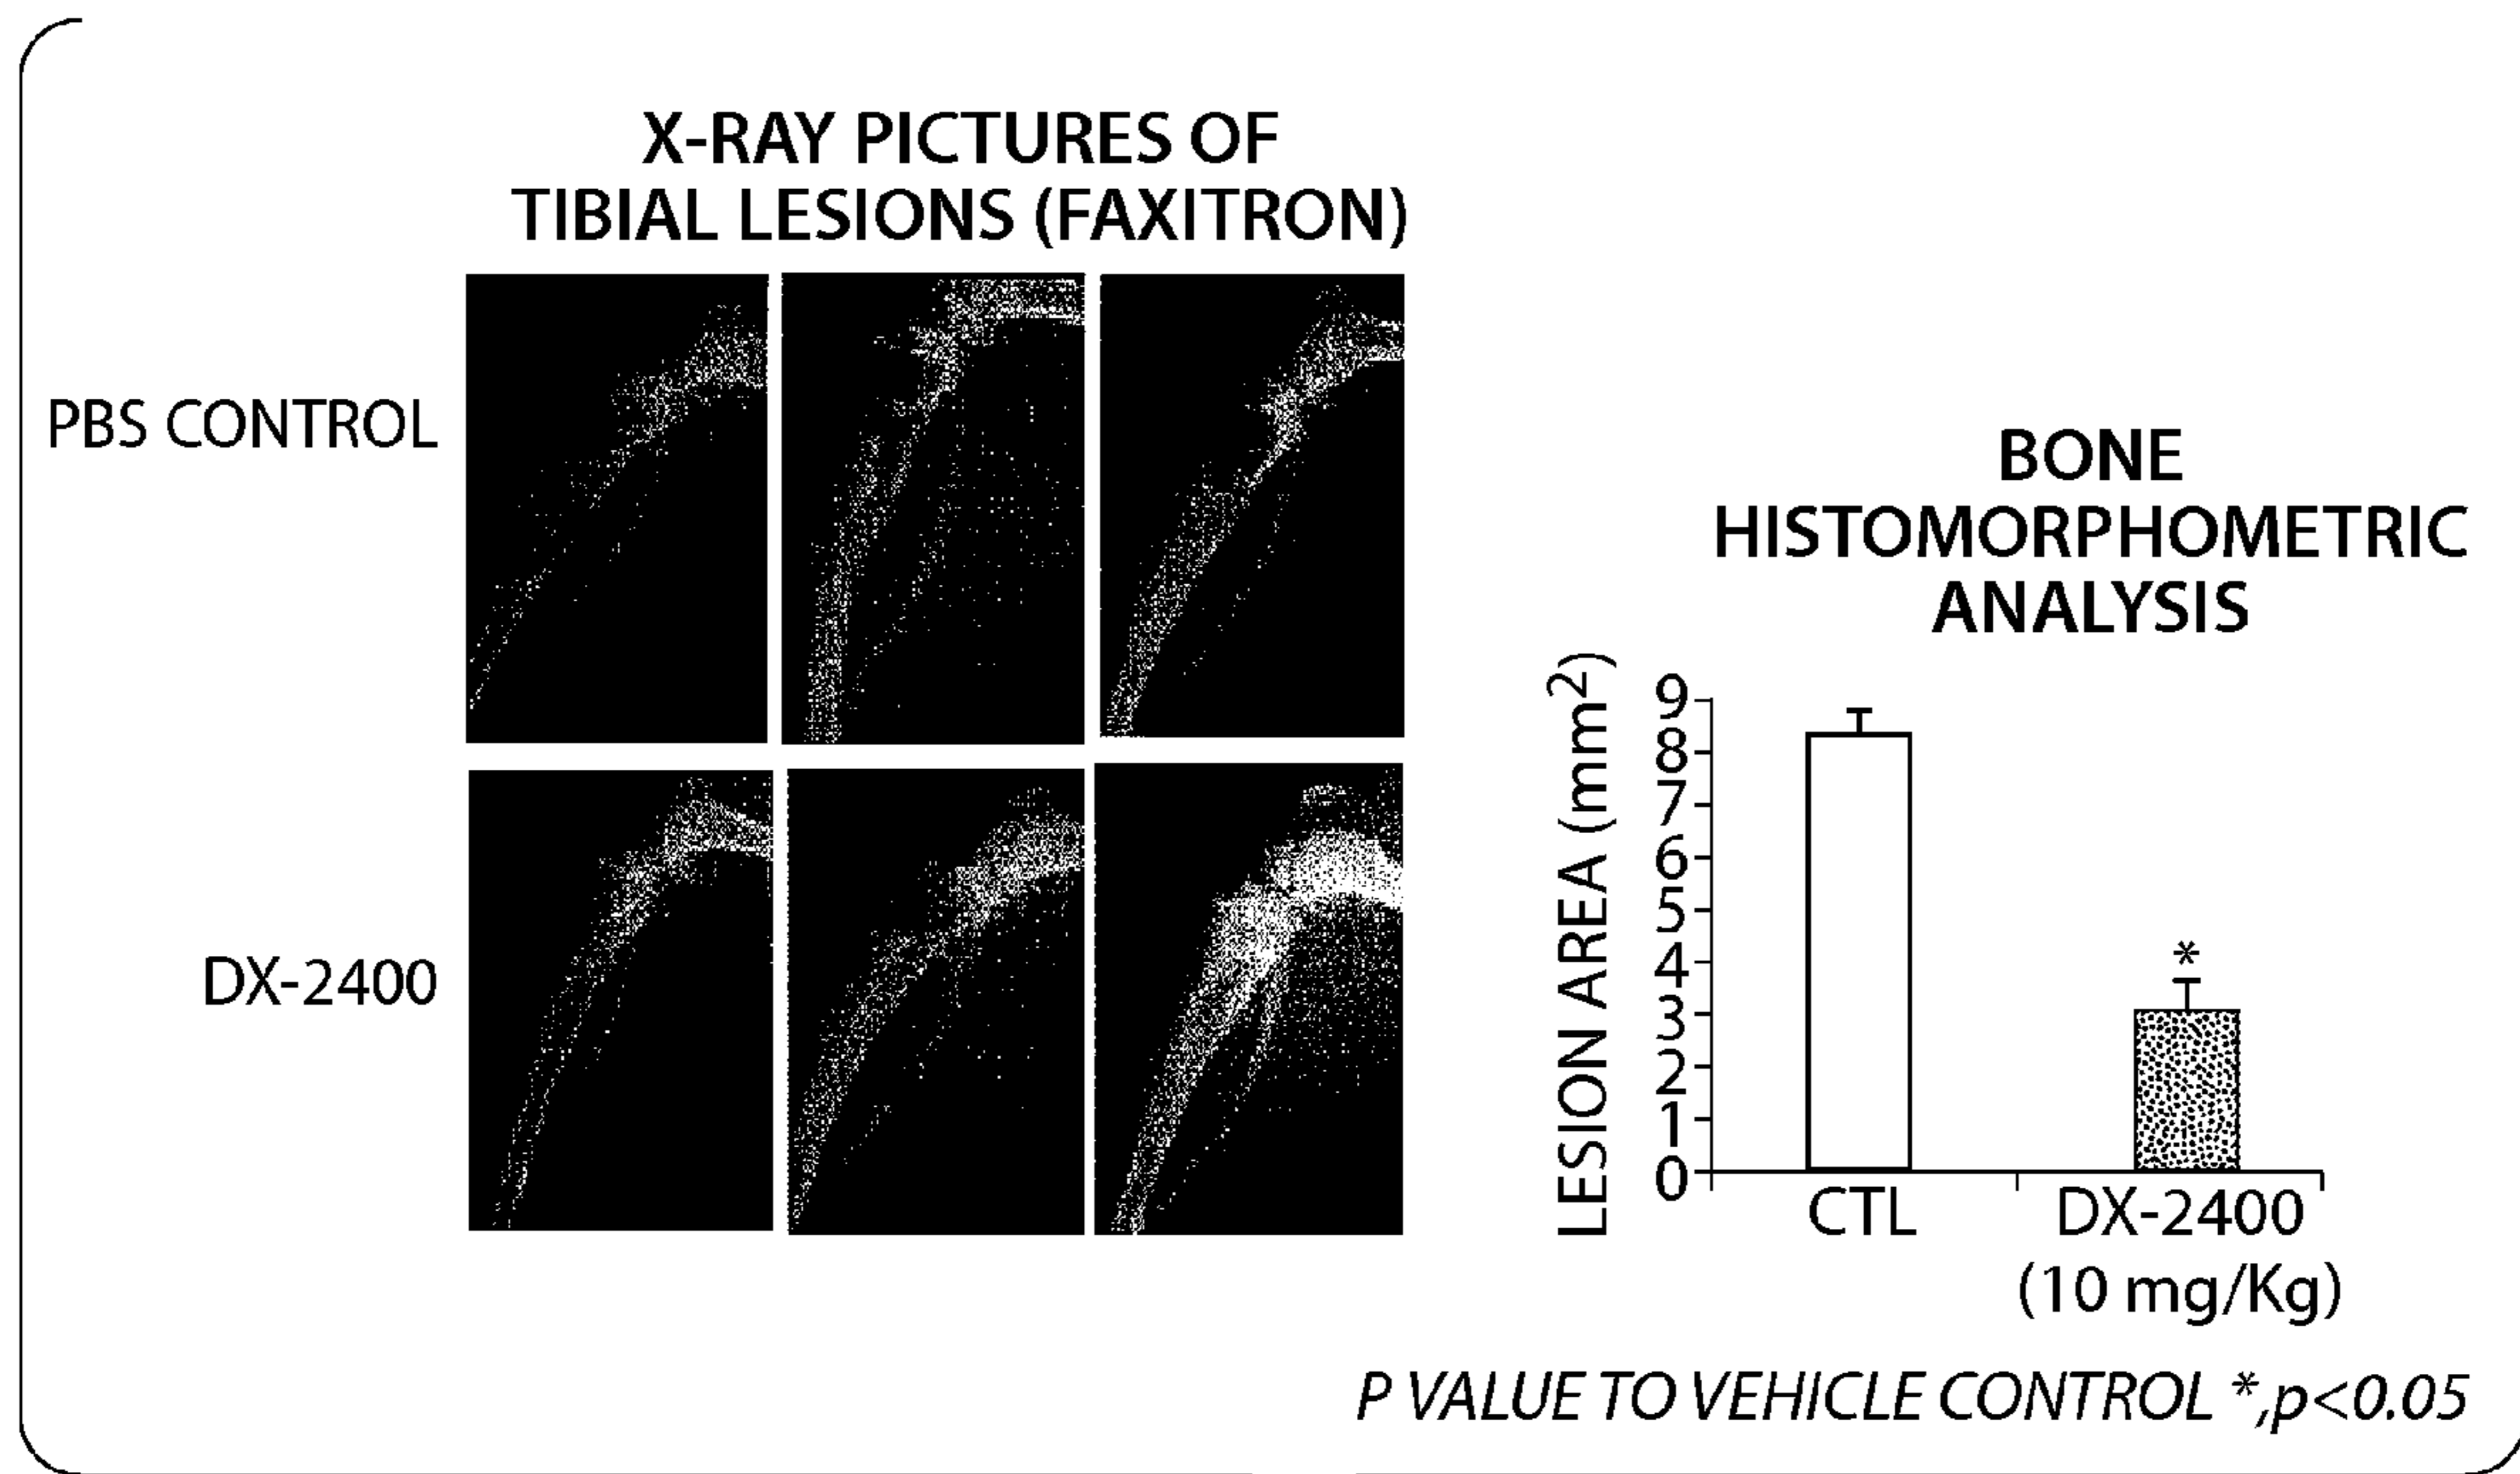 X-RAY PICTURES OF
TIBIAL LESIONS (FAXITRON)
PBS CONTROL
DX-2400
BONE
HISTOMORPHOMETRIC
ANALYSIS
LESION AREA (mm²)
9
8
7
6
5
4
3
2
1
0
*
CTL
DX-2400
(10 mg/Kg)
P VALUE TO VEHICLE CONTROL *,p<0.05